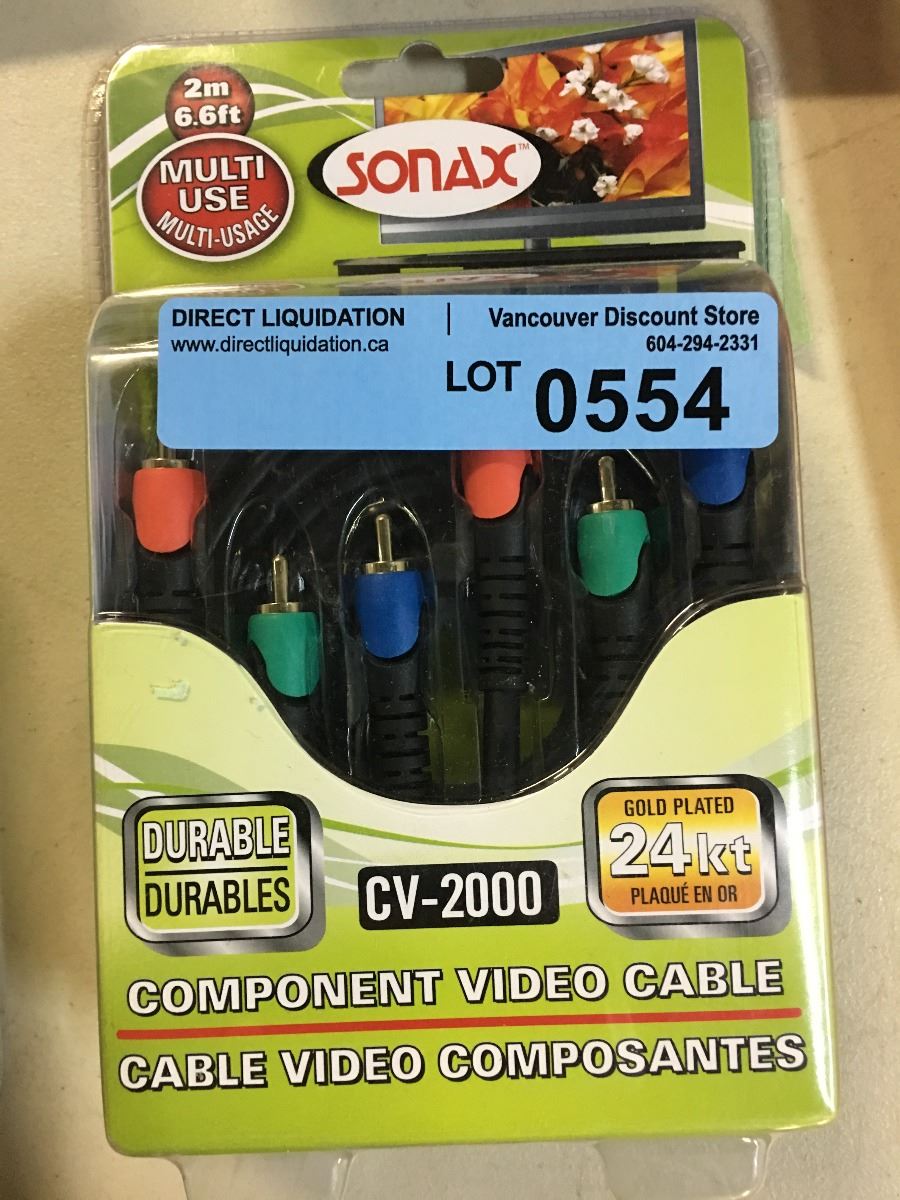 2m
6.6ft
MULTI
USE
MULTI-USAGE
SONAX™
DIRECT LIQUIDATION | Vancouver Discount Store
www.directliquidation.ca 604-294-2331
LOT 0554
DURABLE
DURABLES
CV-2000
GOLD PLATED
24kt
PLAQUÉ EN OR
COMPONENT VIDEO CABLE
CABLE VIDEO COMPOSANTES